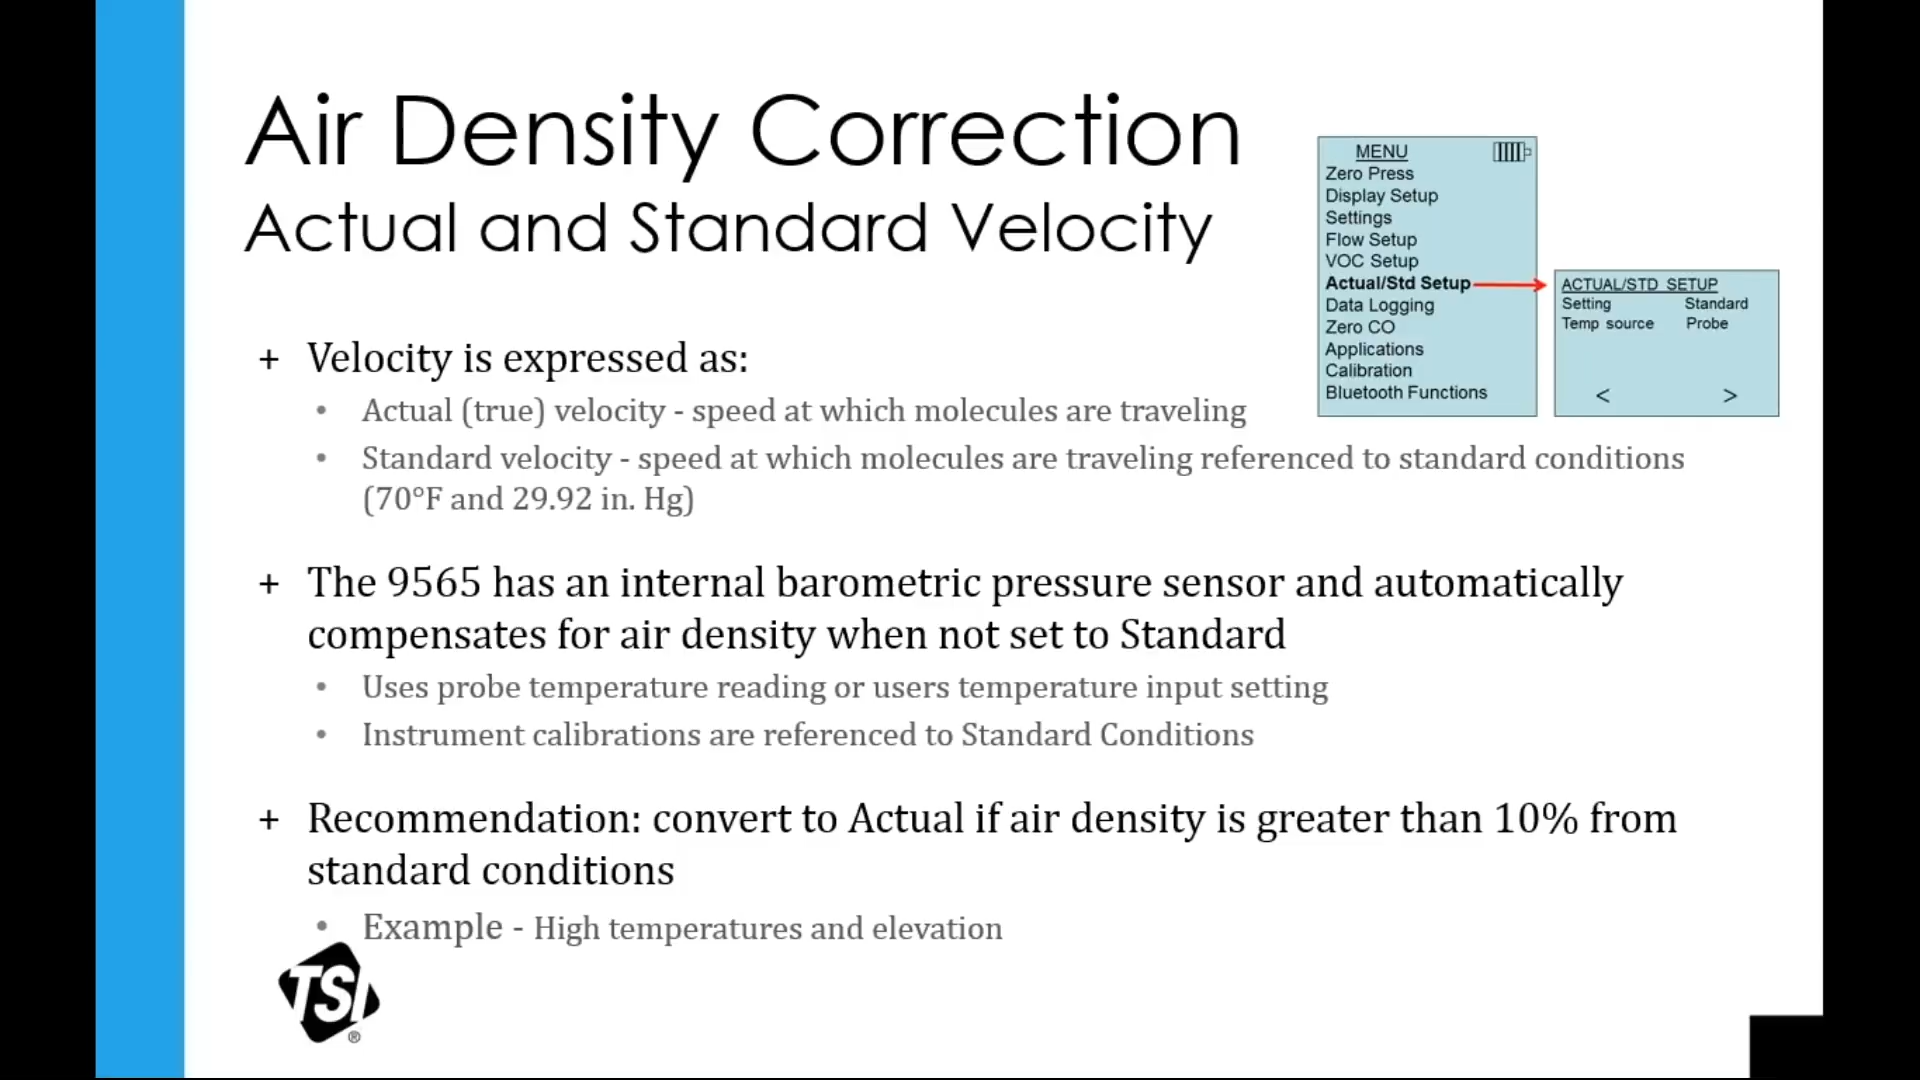 Air Density Correction
Actual and Standard Velocity
MENU
Zero Press
Display Setup
Settings
Flow Setup
VOC Setup
Actual/Std Setup
Data Logging
Zero CO
Applications
Calibration
Bluetooth Functions
ACTUAL/STD SETUP
Setting Standard
Temp source Probe
< >
+ Velocity is expressed as:
• Actual (true) velocity - speed at which molecules are traveling
• Standard velocity - speed at which molecules are traveling referenced to standard conditions
(70°F and 29.92 in. Hg)
+ The 9565 has an internal barometric pressure sensor and automatically
compensates for air density when not set to Standard
• Uses probe temperature reading or users temperature input setting
• Instrument calibrations are referenced to Standard Conditions
+ Recommendation: convert to Actual if air density is greater than 10% from
standard conditions
• Example - High temperatures and elevation
TSI
®